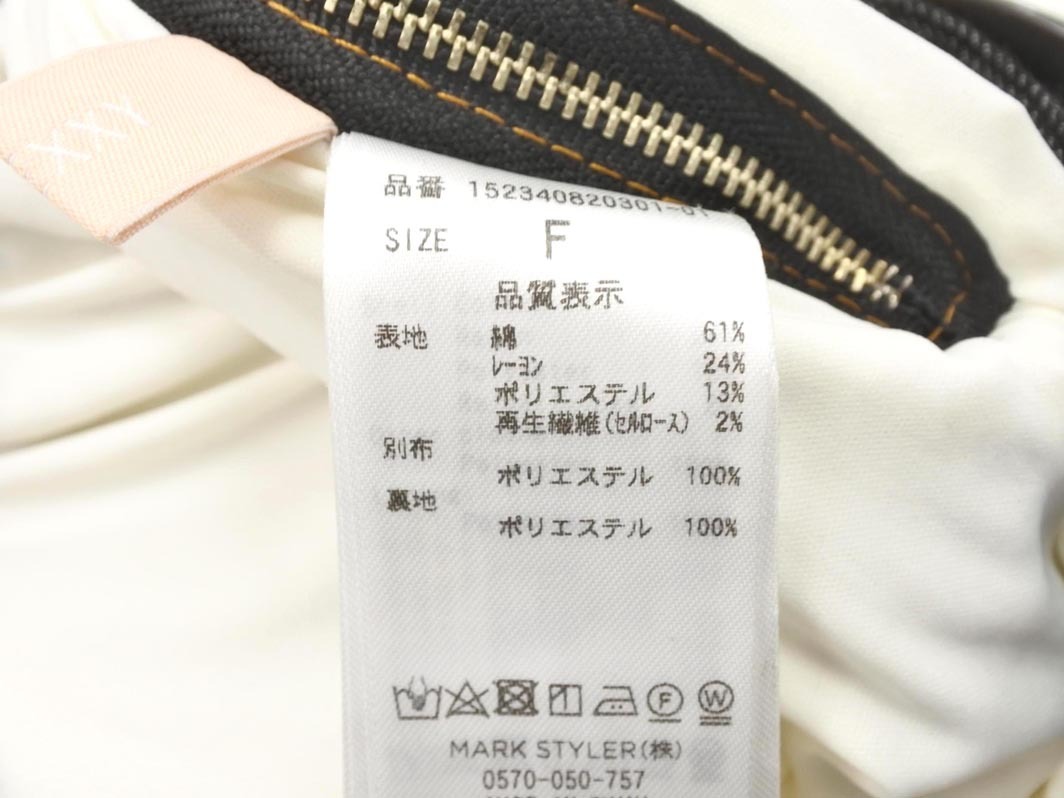 XXY
品番 152340820301-01
SIZE F
品質表示
表地 綿 61%
レーヨン 24%
ポリエステル 13%
再生繊維(セルロース) 2%
別布
ポリエステル 100%
裏地
ポリエステル 100%
F W
MARK STYLER(株)
0570-050-757